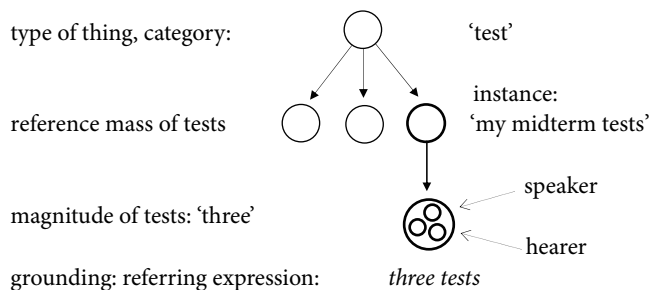 type of thing, category: ‘test’
instance:
reference mass of tests ‘my midterm tests’
speaker
magnitude of tests: ‘three’
hearer
grounding: referring expression: three tests